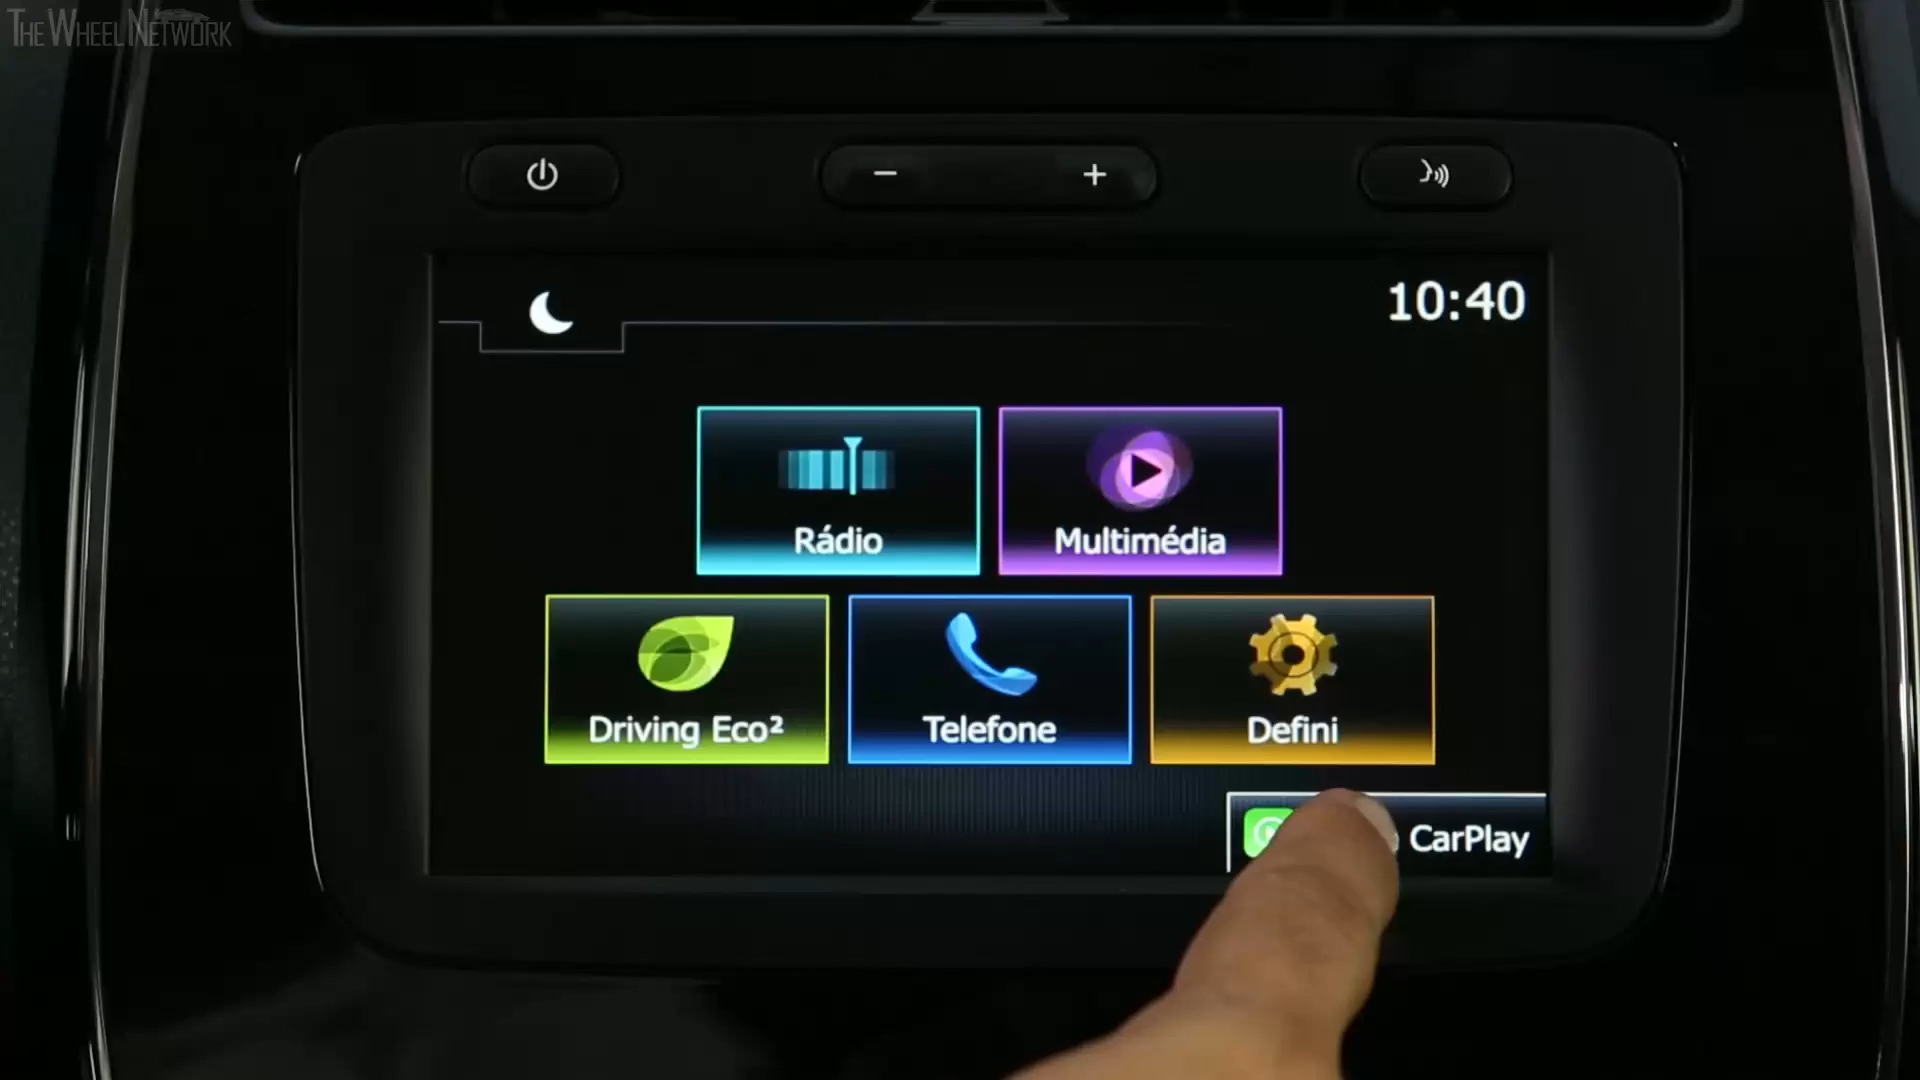 THE WHEEL NETWORK
10:40
Rádio
Multimédia
Driving Eco²
Telefone
Defini
CarPlay